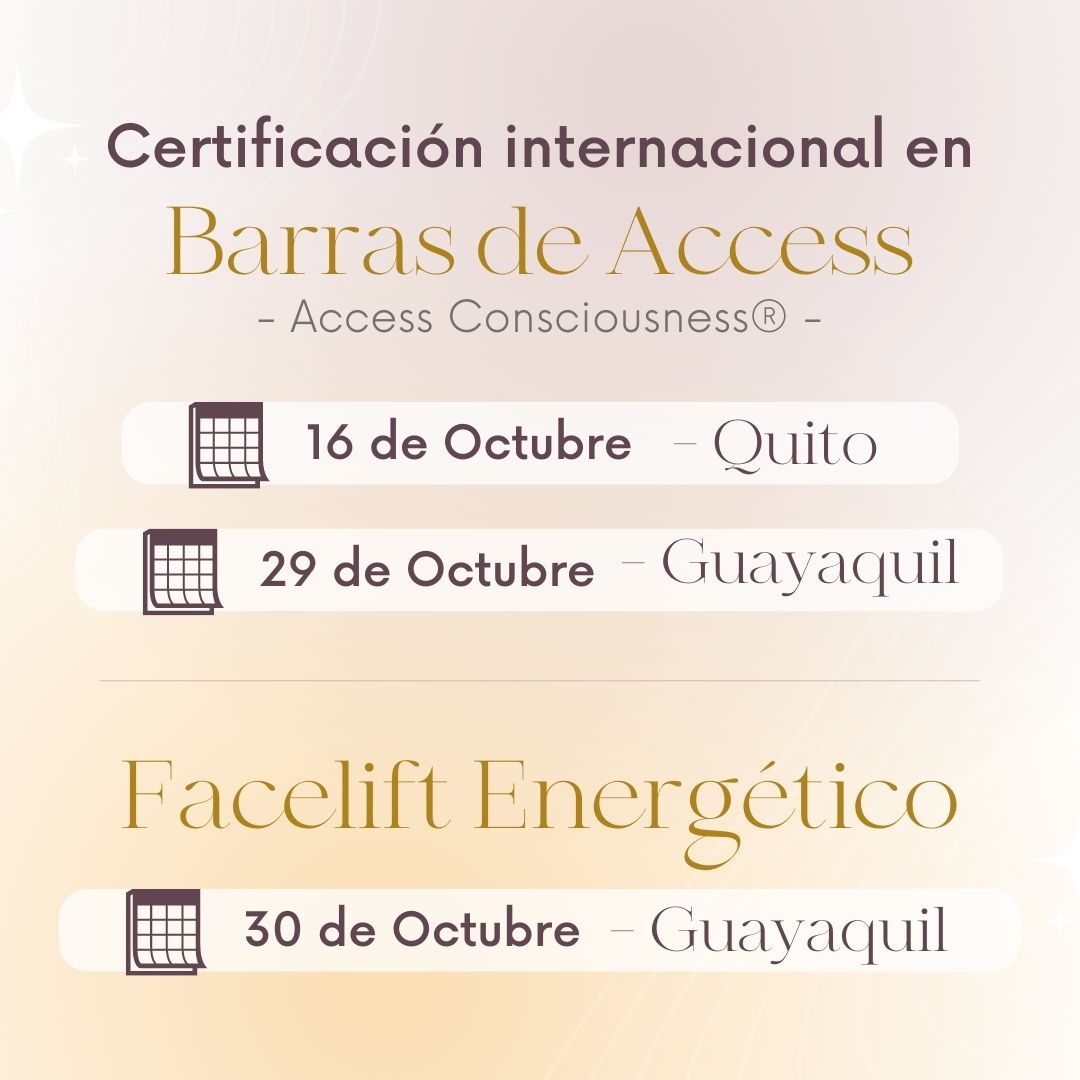 Certificación internacional en
Barras de Access
- Access Consciousness® -
16 de Octubre - Quito
29 de Octubre - Guayaquil
Facelift Energético
30 de Octubre - Guayaquil